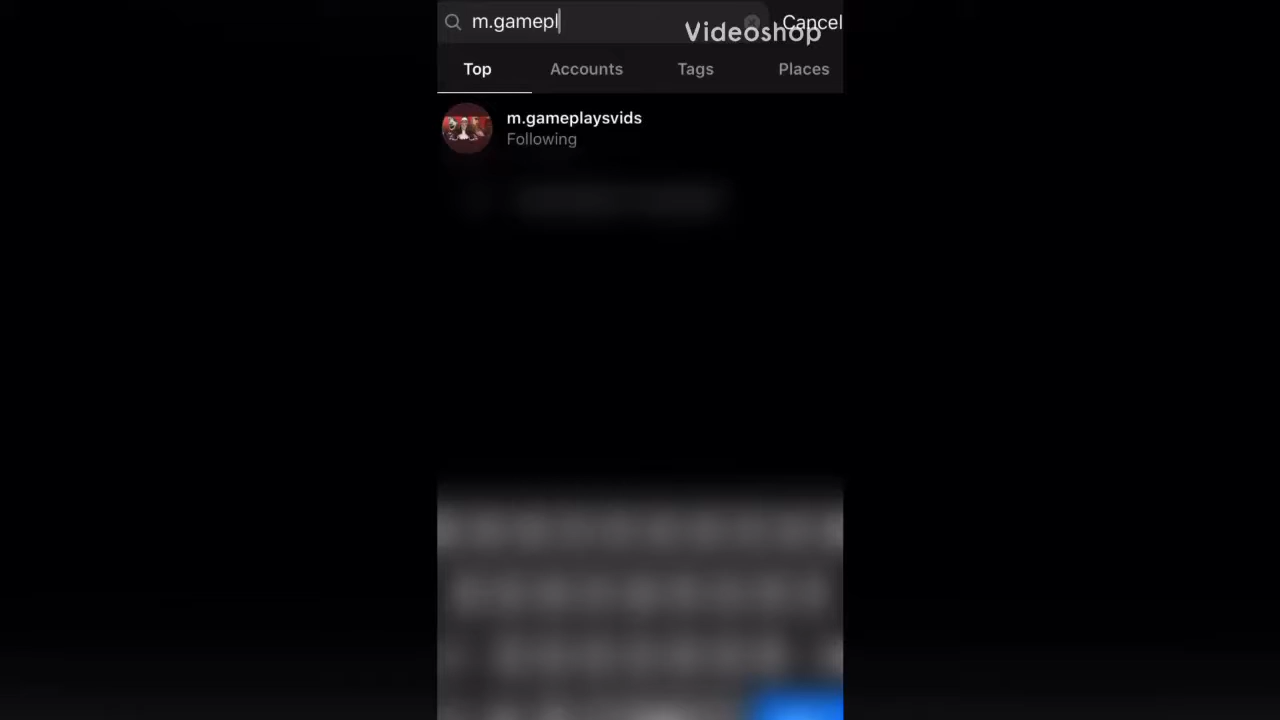 m.gamepl
Cancel
Videoshop
Top
Accounts
Tags
Places
m.gameplaysvids
Following